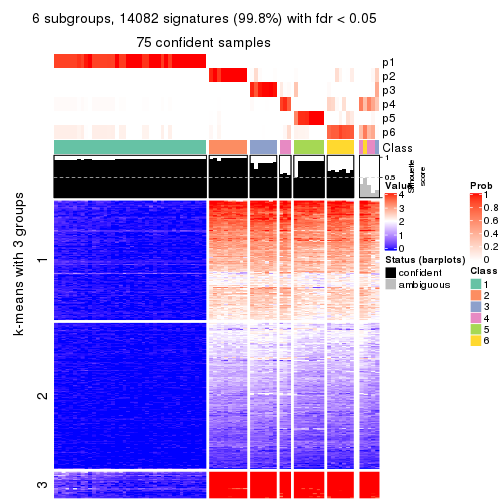 6 subgroups, 14082 signatures (99.8%) with fdr < 0.05
75 confident samples
p1
p2
p3
p4
p5
p6
Class
1
0.5
0
Silhouette
score
k-means with 3 groups
1
2
3
Value
4
3
2
1
0
Status (barplots)
confident
ambiguous
Prob
1
0.8
0.6
0.4
0.2
0
Class
1
2
3
4
5
6